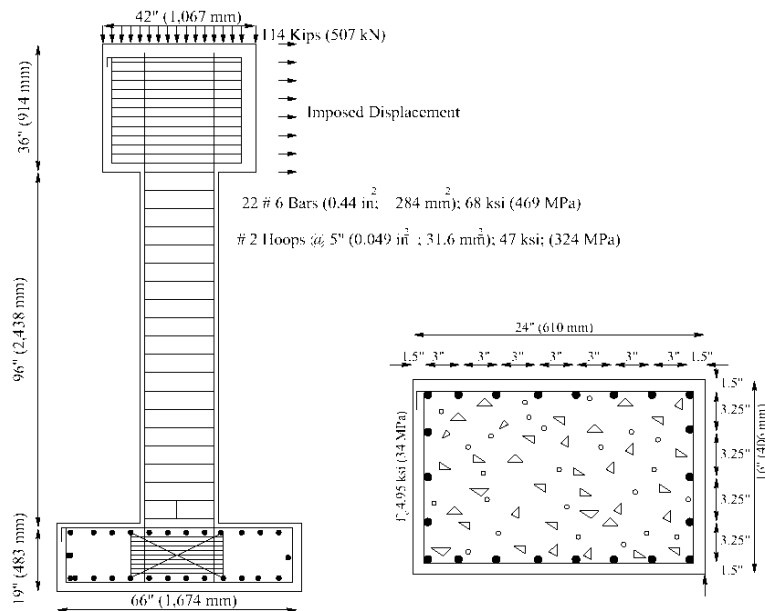 42" (1,067 mm)
114 Kips (507 kN)
36" (914 mm)
Imposed Displacement
22 # 6 Bars (0.44 in²; 284 mm²); 68 ksi (469 MPa)
# 2 Hoops @ 5" (0.049 in²; 31.6 mm²); 47 ksi; (324 MPa)
96" (2,438 mm)
24" (610 mm)
1.5" 3" 3" 3" 3" 3" 3" 3" 1.5"
1.5"
3.25"
3.25"
3.25"
3.25"
1.5"
16" (406 mm)
f'c 4.95 ksi (34 MPa)
19" (483 mm)
66" (1,674 mm)